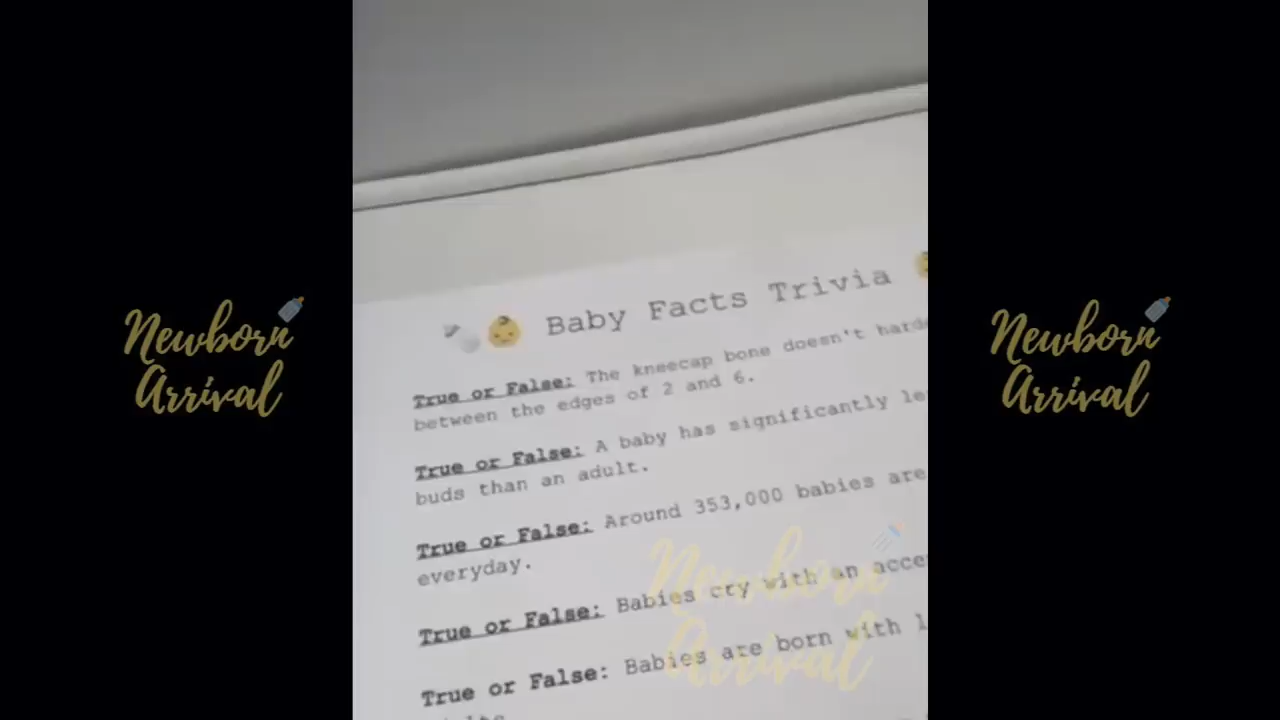 Baby Facts Trivia
True or False: The kneecap bone doesn't
between the edges of 2 and 6.
True or False: A baby has significantly
buds than an adult.
True or False: Around 353,000 babies are
everyday.
True or False: Babies cry with an
True or False: Babies are born with
Newborn
Arrival
Newborn
Arrival
Newborn
Arrival